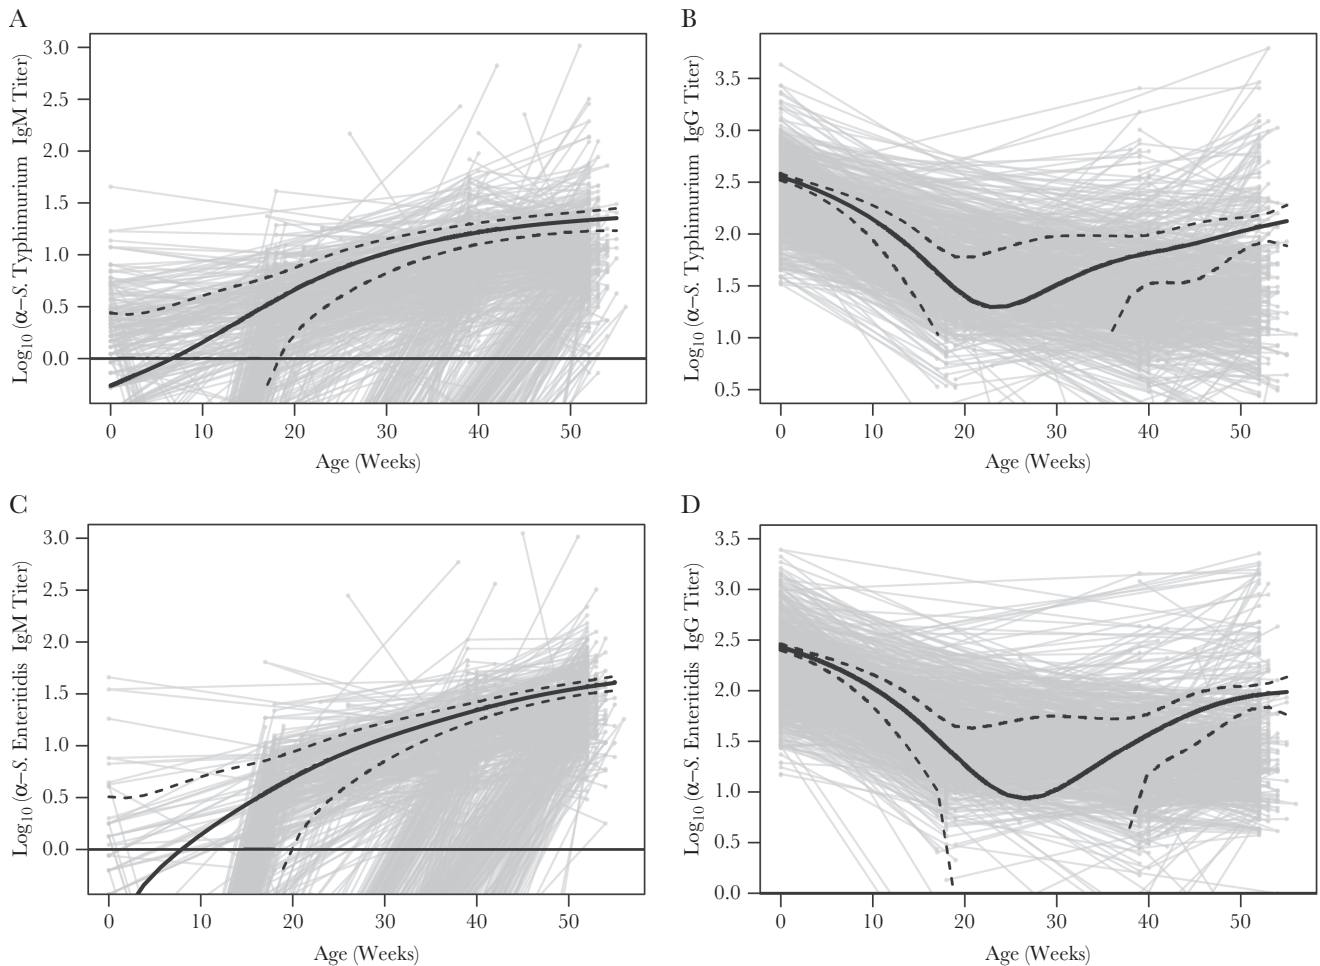 A
Log10 (α–S. Typhimurium IgM Titer)
3.0
2.5
2.0
1.5
1.0
0.5
0.0
0 10 20 30 40 50
Age (Weeks)
B
Log10 (α–S. Typhimurium IgG Titer)
3.5
3.0
2.5
2.0
1.5
1.0
0.5
0 10 20 30 40 50
Age (Weeks)
C
Log10 (α–S. Enteritidis IgM Titer)
3.0
2.5
2.0
1.5
1.0
0.5
0.0
0 10 20 30 40 50
Age (Weeks)
D
Log10 (α–S. Enteritidis IgG Titer)
3.5
3.0
2.5
2.0
1.5
1.0
0.5
0.0
0 10 20 30 40 50
Age (Weeks)